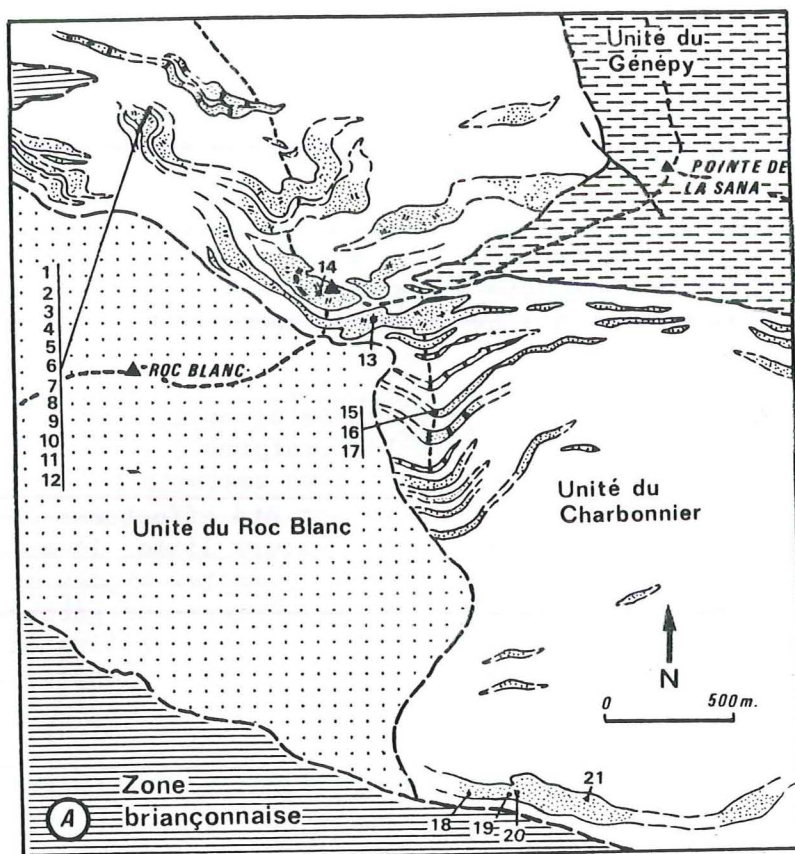 Unité du
Génépy
POINTE DE
LA SANA
1
2
3
4
5
6
7
8
9
10
11
12
14
13
ROC BLANC
15
16
17
Unité du Roc Blanc
Unité du
Charbonnier
N
0 500 m.
Zone
briançonnaise
A
18
19
20
21